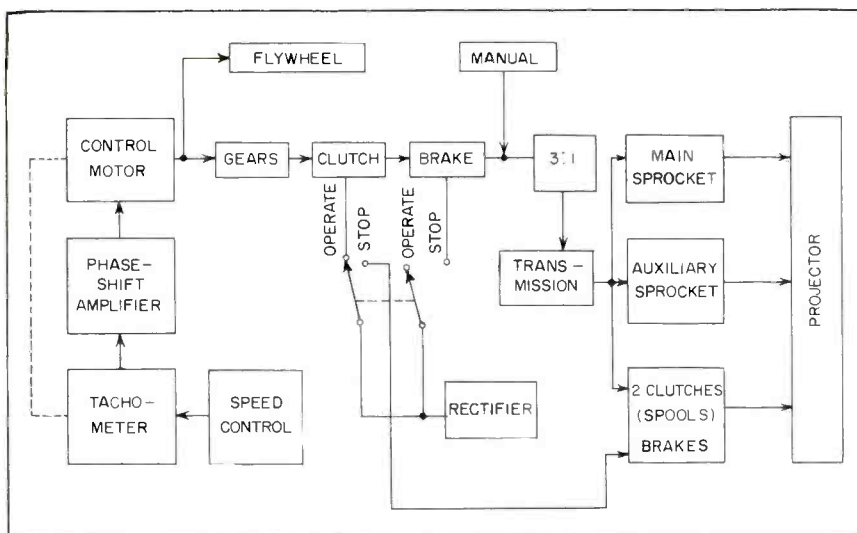 FLYWHEEL
MANUAL
CONTROL
MOTOR
GEARS
CLUTCH
BRAKE
3:1
MAIN
SPROCKET
OPERATE
STOP
OPERATE
STOP
PHASE-
SHIFT
AMPLIFIER
TRANS-
MISSION
AUXILIARY
SPROCKET
PROJECTOR
TACHO-
METER
SPEED
CONTROL
RECTIFIER
2 CLUTCHES
(SPOOLS)
BRAKES